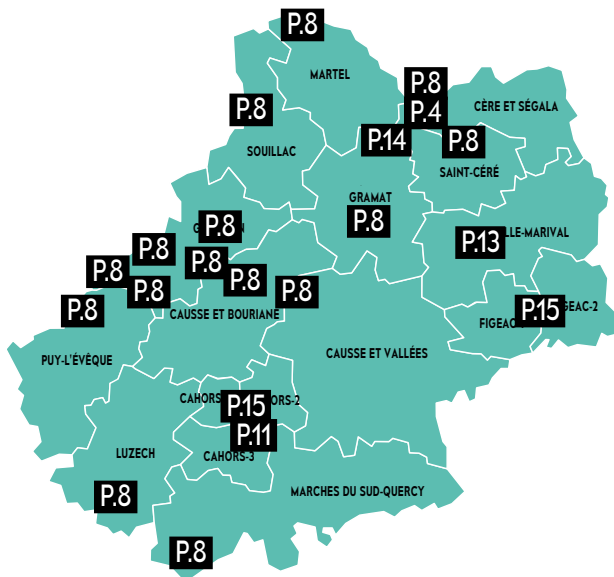 P.8
MARTEL
P.8
CÈRE ET SÉGALA
P.8
P.4
P.14
P.8
SOUILLAC
SAINT-CÉRÉ
GRAMAT
P.8
P.8
P.13
P.8
P.8
P.8
P.8
P.8
P.8
P.8
CAUSSE ET BOURIANE
P.15
CAUSSE ET VALLÉES
PUY-L'ÉVÊQUE
P.15
P.11
LUZECH
CAHORS-3
MARCHES DU SUD-QUERCY
P.8
P.8